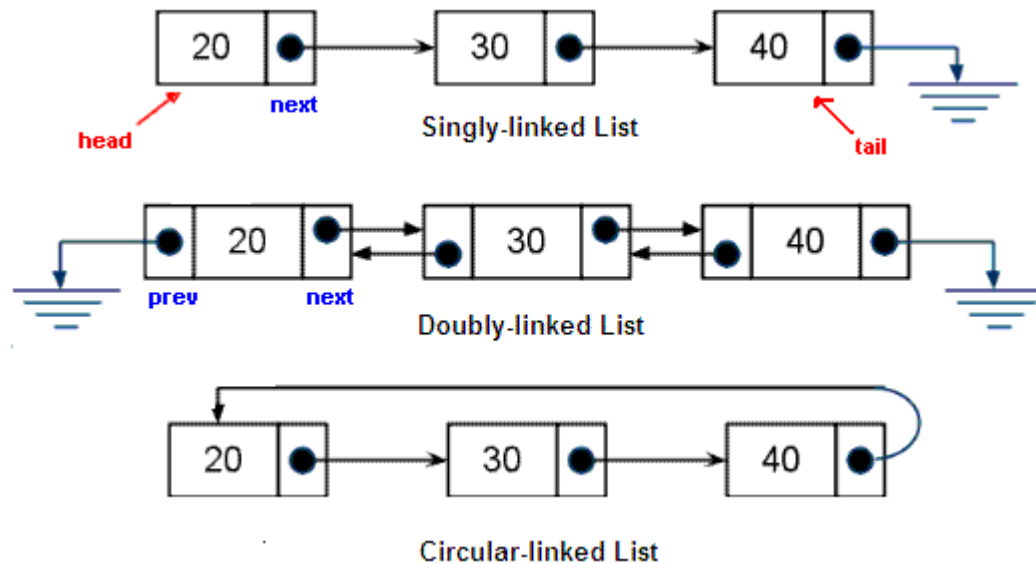 20 30 40
next
head
Singly-linked List
tail
20 30 40
prev next
Doubly-linked List
20 30 40
Circular-linked List